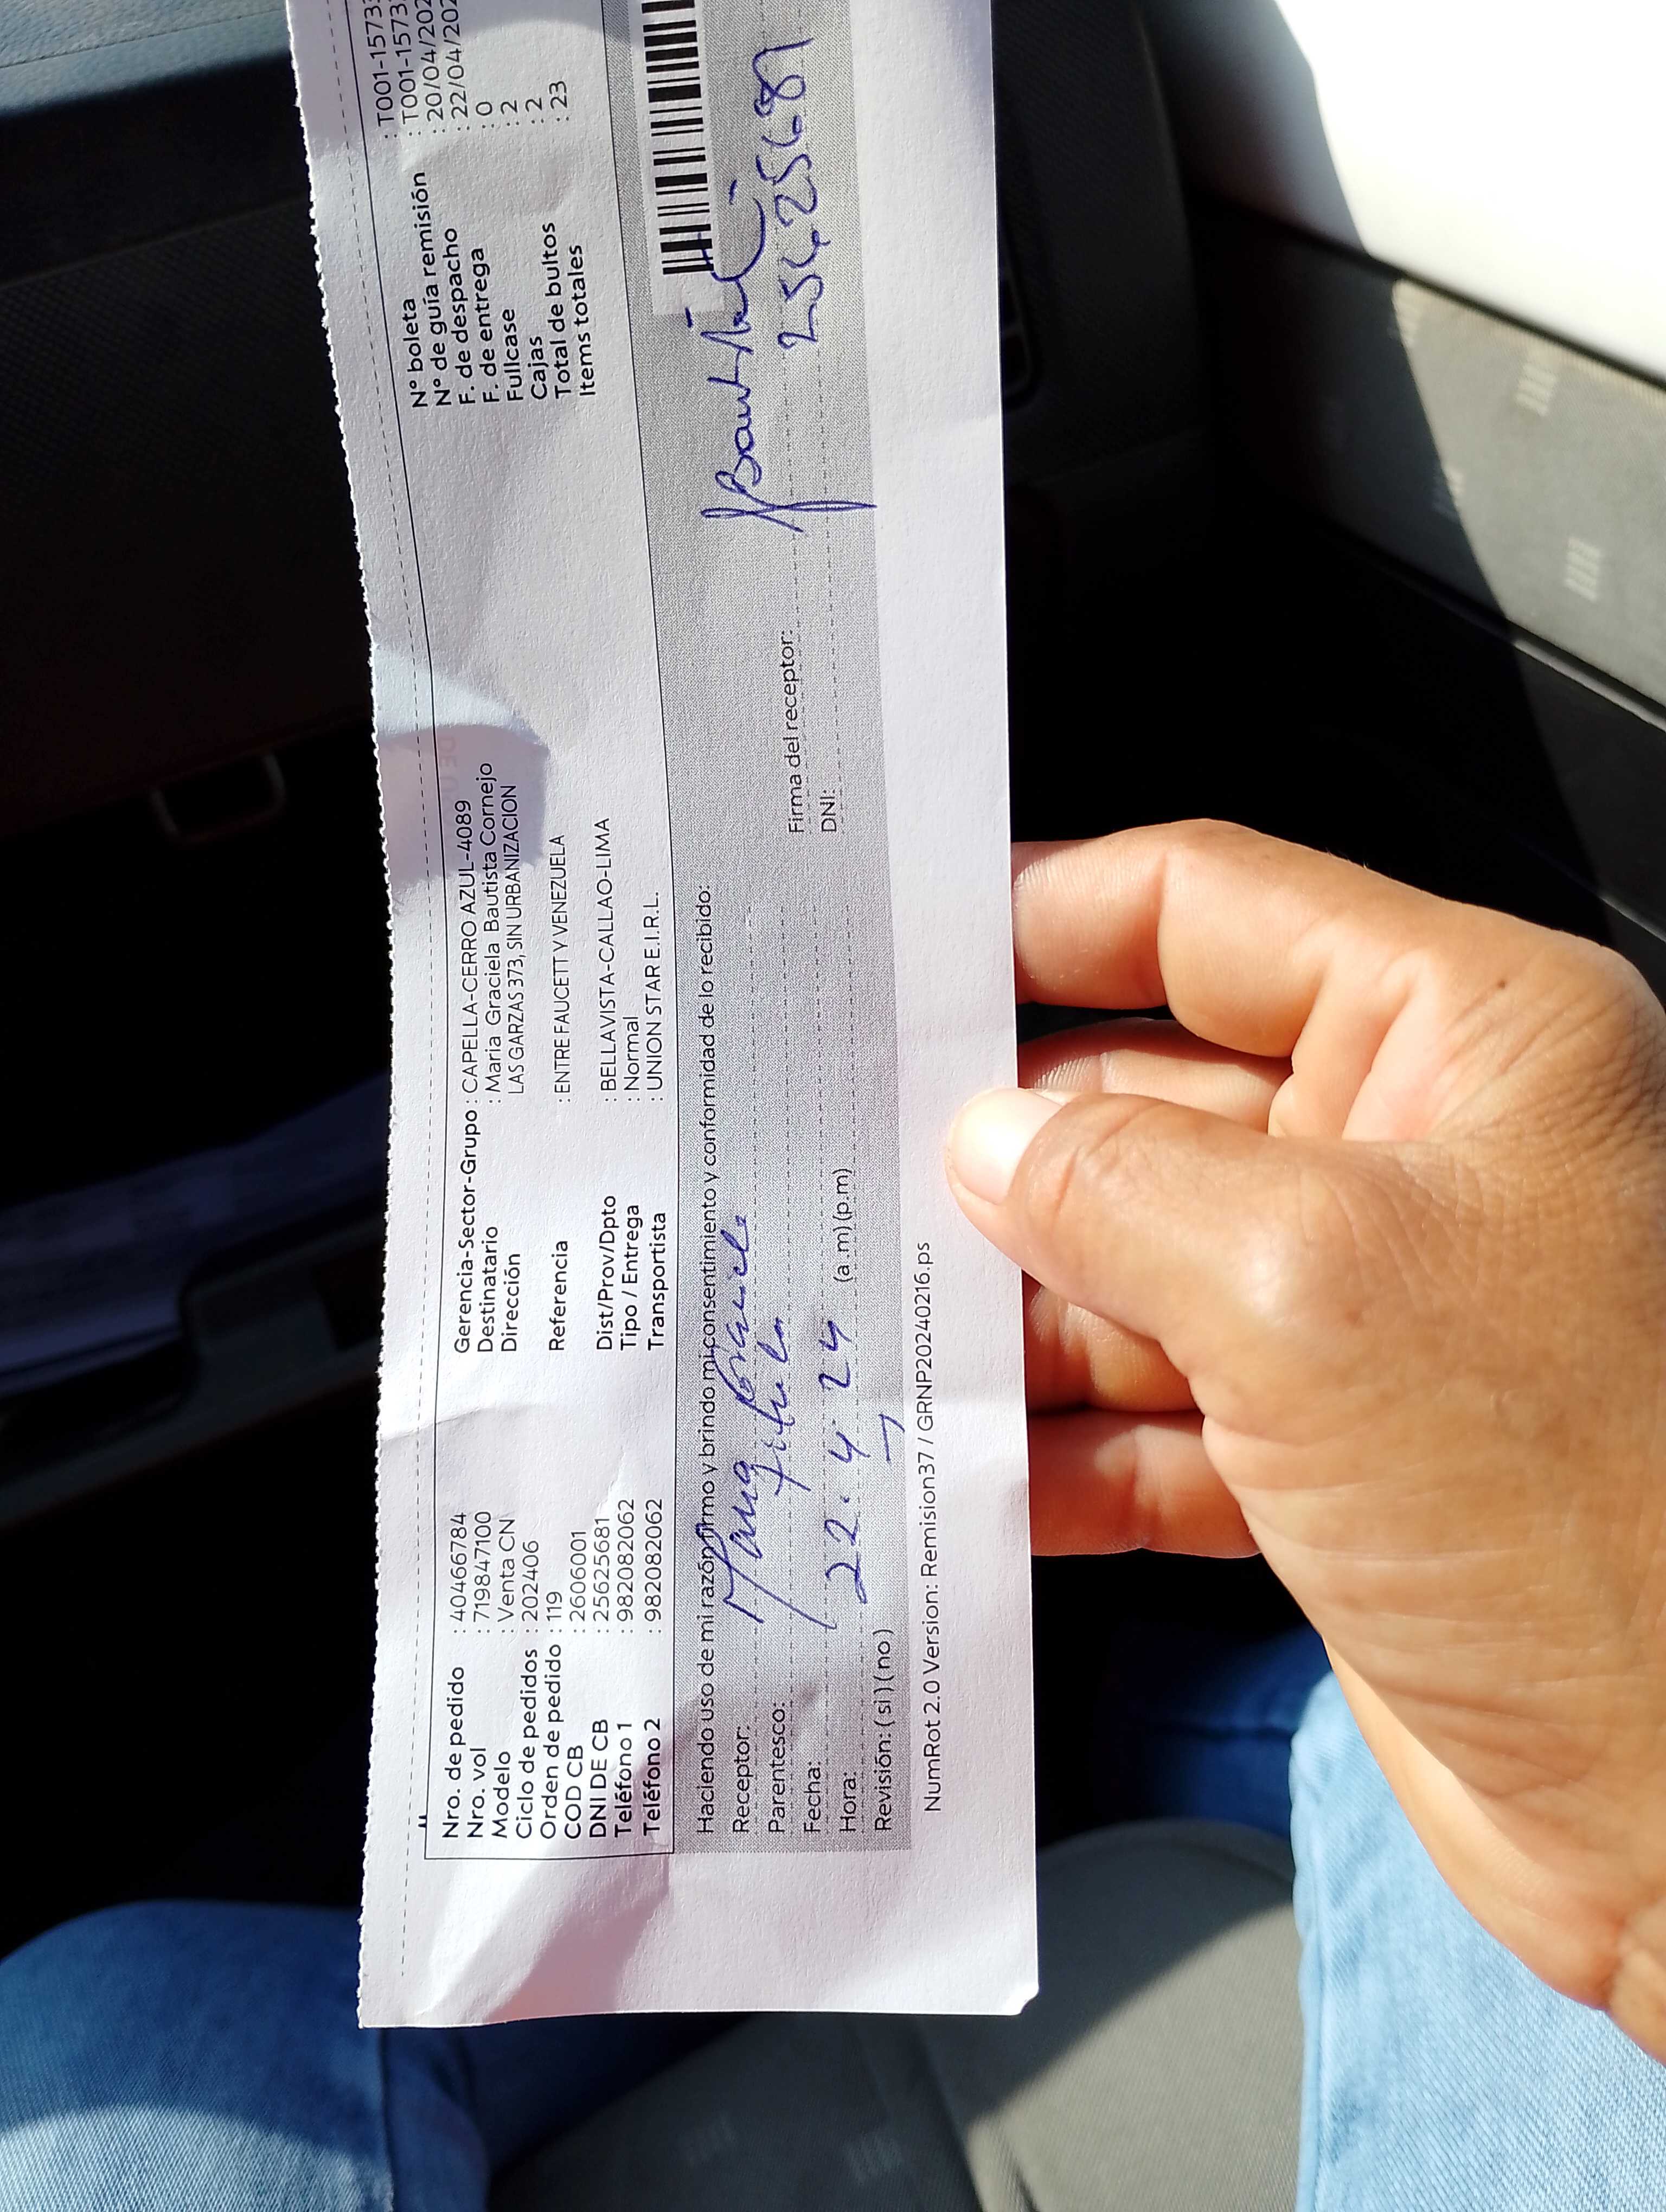 Nro. de pedido : 40466784
Nro. vol : 719847100
Modelo : Venta CN
Ciclo de pedidos : 202406
Orden de pedido : 119
COD CB : 2606001
DNI DE CB : 25625681
Teléfono 1 : 982082062
Teléfono 2 : 982082062
Gerencia-Sector-Grupo : CAPELLA-CERRO AZUL-4089
Destinatario : Maria Graciela Bautista Cornejo
Dirección LAS GARZAS 373, SIN URBANIZACION
Referencia : ENTRE FAUCETT Y VENEZUELA
Dist/Prov/Dpto : BELLAVISTA-CALLAO-LIMA
Tipo / Entrega : Normal
Transportista : UNION STAR E.I.R.L.
N° boleta : T001-1573
N° de guía remisión : T001-1573
F. de despacho : 20/04/202
F. de entrega : 22/04/202
Fullcase : 0
Cajas : 2
Total de bultos : 2
Items totales : 23
Haciendo uso de mi razón firmo y brindo mi consentimiento y conformidad de lo recibido:
Receptor: Maria Graciela
Parentesco: titular
Fecha: 22. 4 24
Hora: (a .m) (p.m)
Revisión: ( si ) ( no )
Firma del receptor:
DNI: 25625681
NumRot 2.0 Version: Remision37 / GRNP20240216.ps